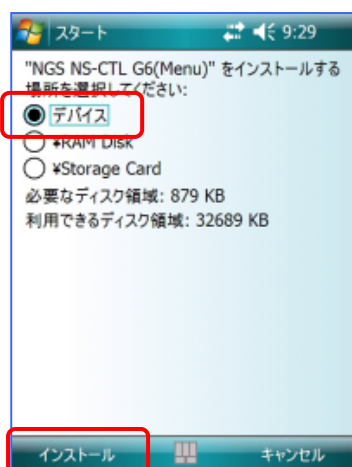 スタート 9:29
"NGS NS-CTL G6(Menu)" をインストールする
場所を選択してください:
デバイス
¥RAM Disk
¥Storage Card
必要なディスク領域: 879 KB
利用できるディスク領域: 32689 KB
インストール キャンセル